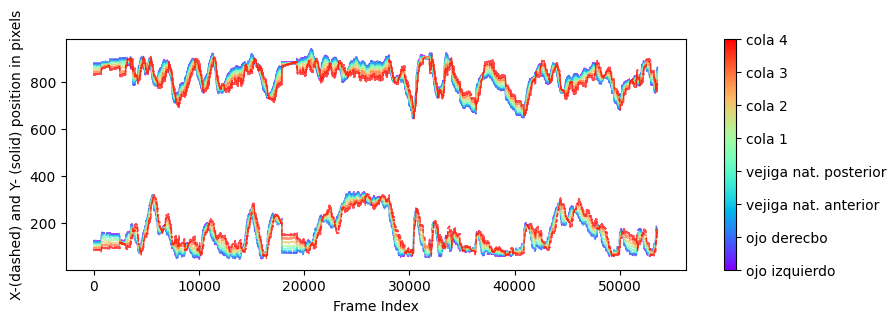 X-(dashed) and Y- (solid) position in pixels
800
600
400
200
0
10000
20000
30000
40000
50000
Frame Index
cola 4
cola 3
cola 2
cola 1
vejiga nat. posterior
vejiga nat. anterior
ojo derecbo
ojo izquierdo